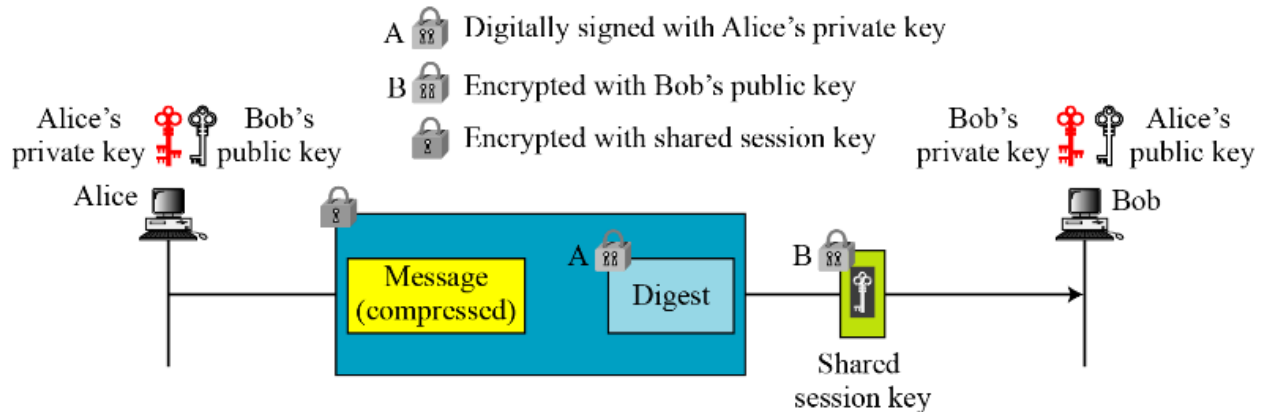 A Digitally signed with Alice's private key
B Encrypted with Bob's public key
Encrypted with shared session key
Alice's
private key
Bob's
public key
Bob's
private key
Alice's
public key
Alice
Bob
A
B
Message
(compressed)
Digest
Shared
session key